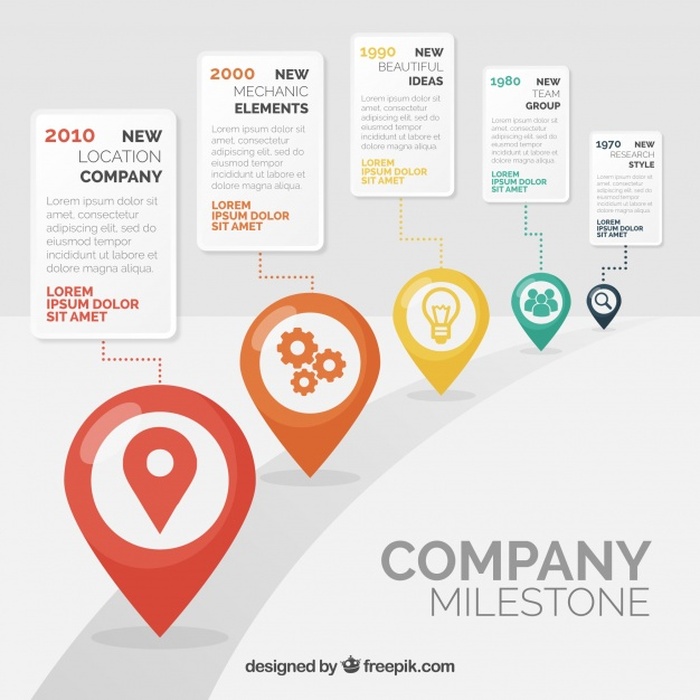 2010 NEW
LOCATION
COMPANY
Lorem ipsum dolor sit
amet, consectetur
adipiscing elit, sed do
eiusmod tempor
incididunt ut labore et
dolore magna aliqua.
LOREM
IPSUM DOLOR
SIT AMET
2000 NEW
MECHANIC
ELEMENTS
Lorem ipsum dolor sit
amet, consectetur
adipiscing elit, sed do
eiusmod tempor
incididunt ut labore et
dolore magna aliqua.
LOREM
IPSUM DOLOR
SIT AMET
1990 NEW
BEAUTIFUL
IDEAS
Lorem ipsum dolor sit
amet, consectetur
adipiscing elit, sed do
eiusmod tempor
incididunt ut labore et
dolore magna aliqua.
LOREM
IPSUM DOLOR
SIT AMET
1980 NEW
TEAM
GROUP
Lorem ipsum dolor sit
amet, consectetur
adipiscing elit, sed do
eiusmod tempor
incididunt ut labore et
dolore magna aliqua.
LOREM
IPSUM DOLOR
SIT AMET
1970 NEW
RESEARCH
STYLE
Lorem ipsum dolor sit
amet, consectetur
adipiscing elit, sed do
eiusmod tempor
incididunt ut labore et
dolore magna aliqua.
LOREM
IPSUM DOLOR
SIT AMET
COMPANY
MILESTONE
designed by freepik.com